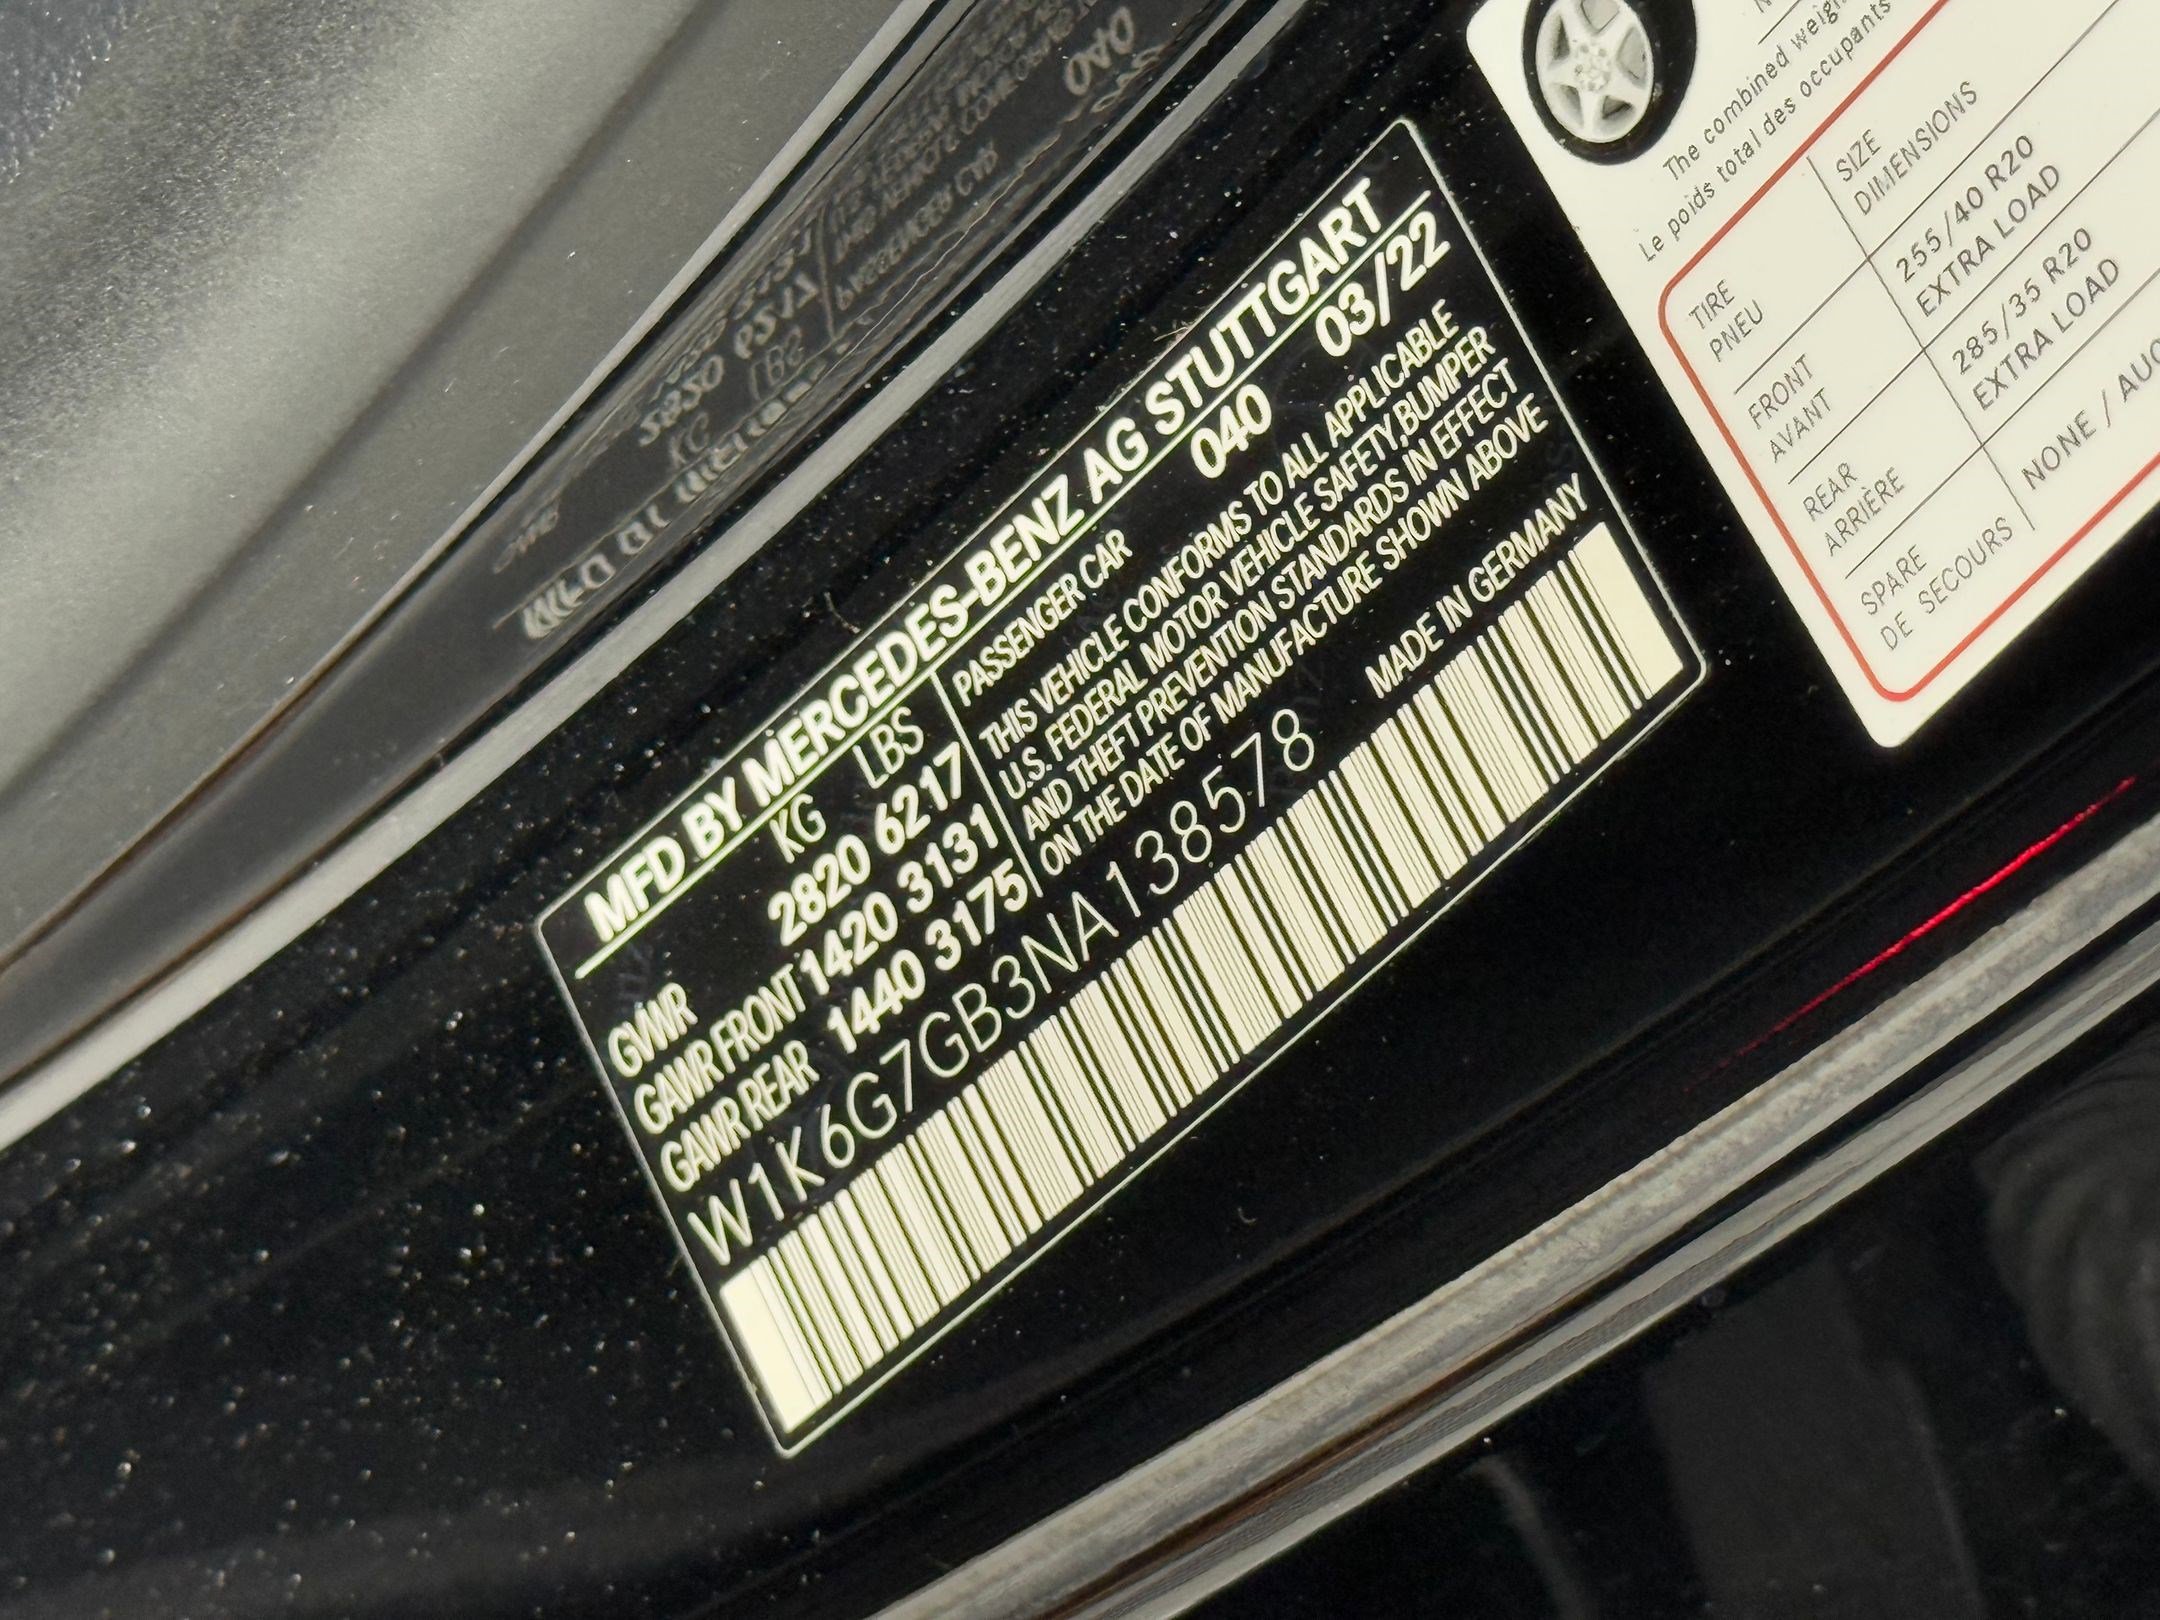 MFD BY MERCEDES-BENZ AG STUTTGART
KG LBS
GVWR 2820 6217
GAWR FRONT 1420 3131
GAWR REAR 1440 3175
040 03/22
PASSENGER CAR
THIS VEHICLE CONFORMS TO ALL APPLICABLE
U.S. FEDERAL MOTOR VEHICLE SAFETY,BUMPER
AND THEFT PREVENTION STANDARDS IN EFFECT
ON THE DATE OF MANUFACTURE SHOWN ABOVE
MADE IN GERMANY
W1K6G7GB3NA138578
The combined
Le poids total des occupants
TIRE
PNEU
SIZE
DIMENSIONS
FRONT
AVANT
255/40 R20
EXTRA LOAD
REAR
ARRIÈRE
285/35 R20
EXTRA LOAD
SPARE
DE SECOURS
NONE /